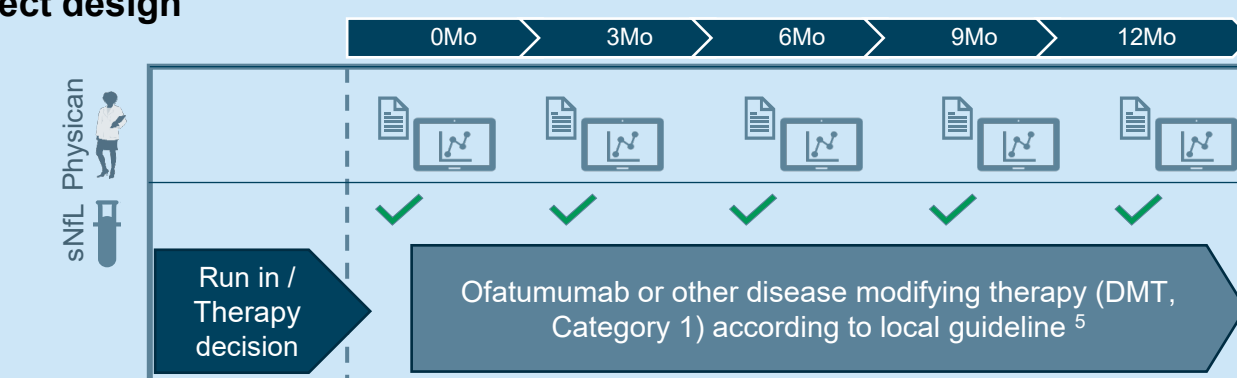 ect design
0Mo 3Mo 6Mo 9Mo 12Mo
Physican
sNfL
Run in /
Therapy
decision
Ofatumumab or other disease modifying therapy (DMT,
Category 1) according to local guideline 5